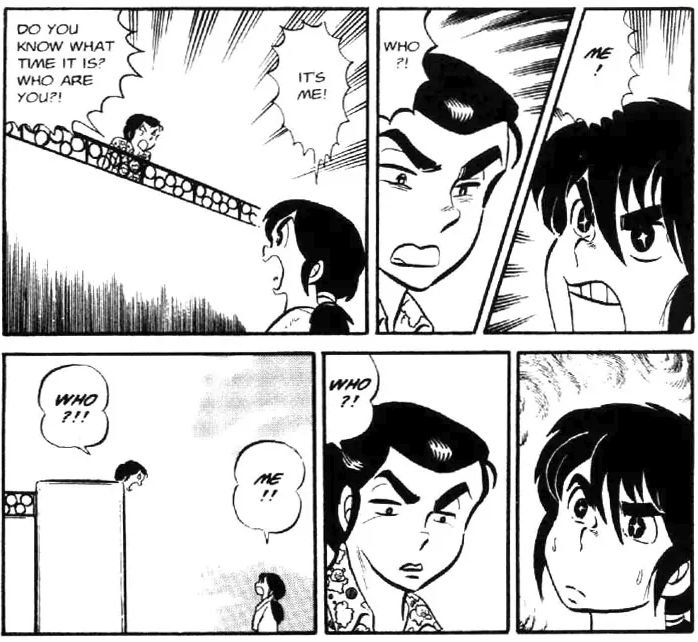 DO YOU
KNOW WHAT
TIME IT IS?
WHO ARE
YOU?!
IT'S
ME!
WHO
?!
ME
!
WHO
?!!
ME
!!
WHO
?!